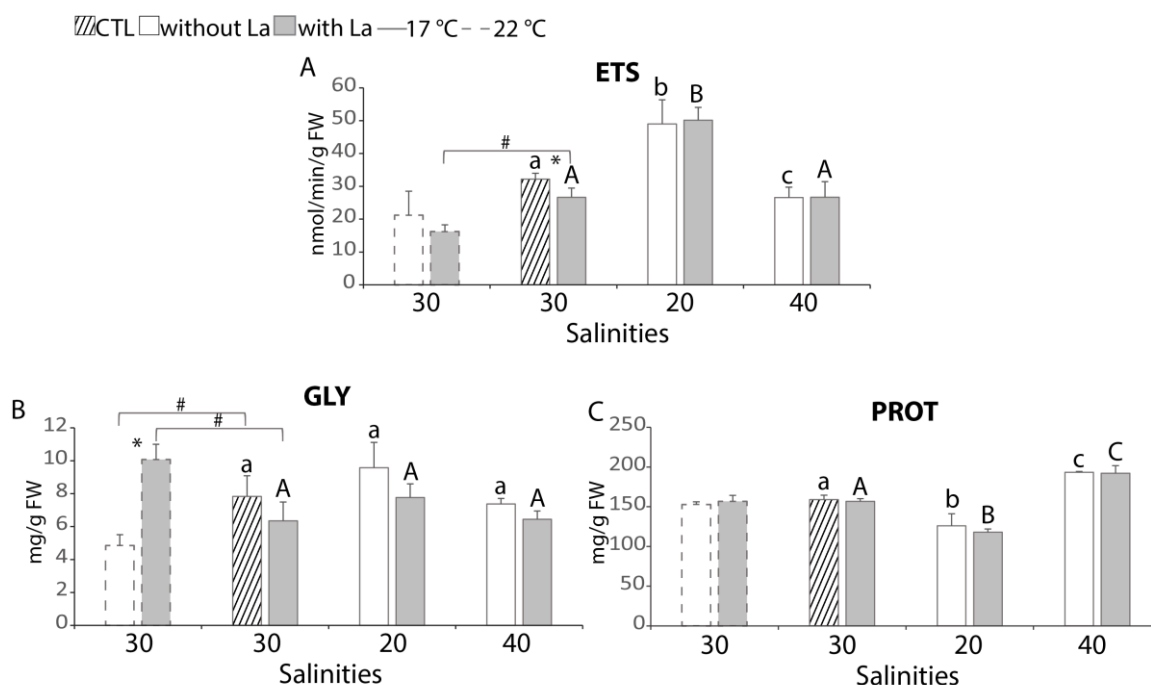 CTL without La with La 17 °C 22 °C
A ETS
60
50
40
30
20
10
0
nmol/min/g FW
#
a * A
b B
c A
30 30 20 40
Salinities
B GLY
12
10
8
6
4
2
0
mg/g FW
#
#
*
a A
a A
a A
30 30 20 40
Salinities
C PROT
250
200
150
100
50
0
mg/g FW
a A
b B
c C
30 30 20 40
Salinities